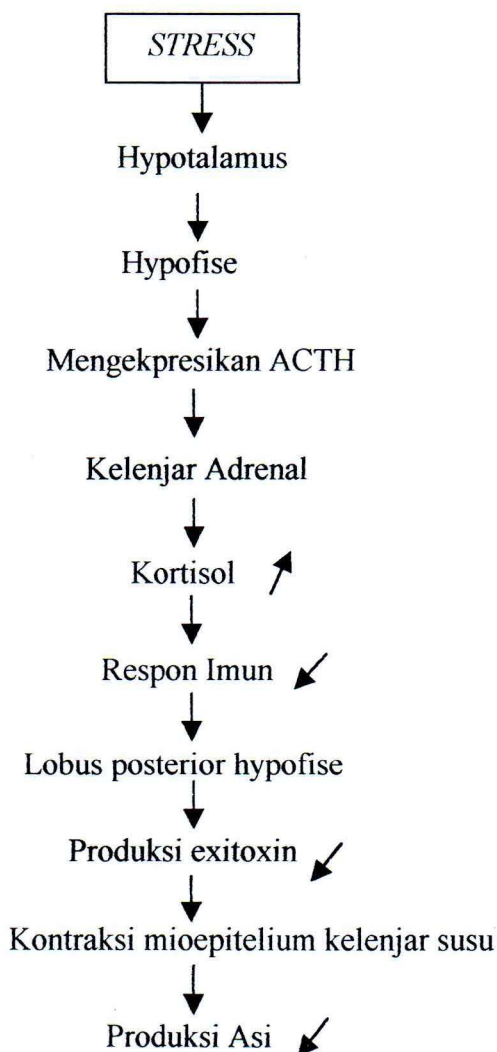 STRESS
Hypotalamus
Hypofise
Mengekpresikan ACTH
Kelenjar Adrenal
Kortisol
Respon Imun
Lobus posterior hypofise
Produksi exitoxin
Kontraksi mioepitelium kelenjar susu
Produksi Asi